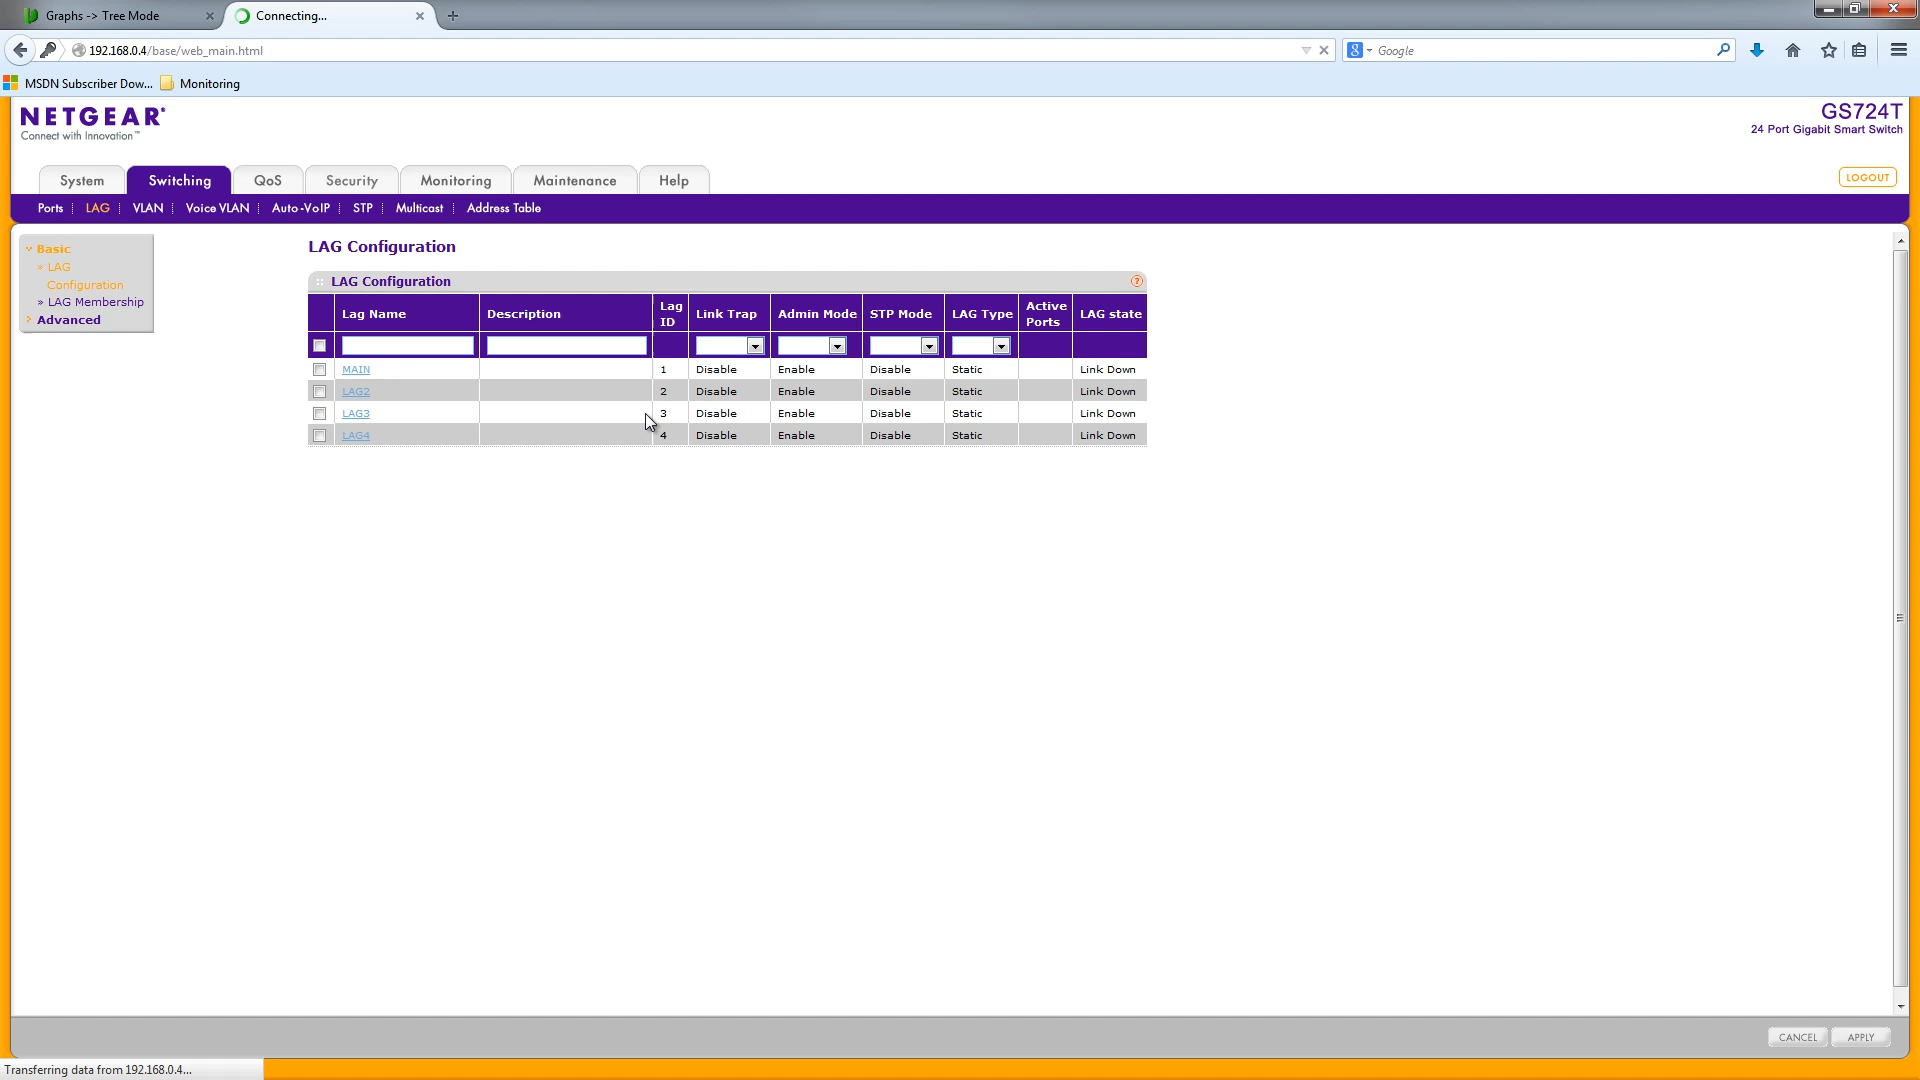 Graphs -> Tree Mode
Connecting...
192.168.0.4/base/web_main.html
Google
MSDN Subscriber Dow...
Monitoring
NETGEAR®
Connect with Innovation™
GS724T
24 Port Gigabit Smart Switch
System
Switching
QoS
Security
Monitoring
Maintenance
Help
LOGOUT
Ports
LAG
VLAN
Voice VLAN
Auto-VoIP
STP
Multicast
Address Table
Basic
» LAG
Configuration
» LAG Membership
Advanced
LAG Configuration
LAG Configuration
Lag Name Description Lag ID Link Trap Admin Mode STP Mode LAG Type Active Ports LAG state
MAIN 1 Disable Enable Disable Static Link Down
LAG2 2 Disable Enable Disable Static Link Down
LAG3 3 Disable Enable Disable Static Link Down
LAG4 4 Disable Enable Disable Static Link Down
CANCEL
APPLY
Transferring data from 192.168.0.4...